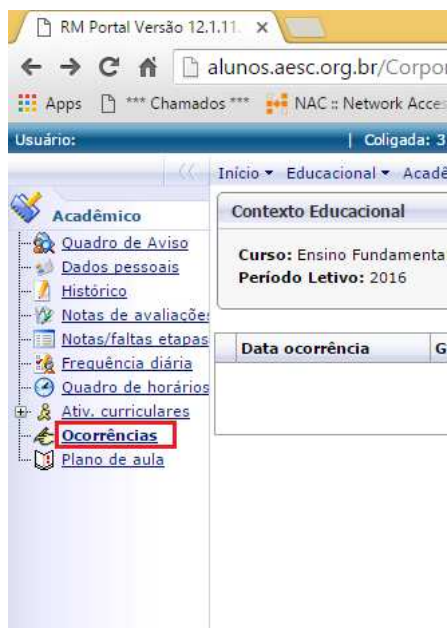 RM Portal Versão 12.1.11.
alunos.aesc.org.br/Corpor
Apps *** Chamados *** NAC :: Network Acces
Usuário: | Coligada: 3
Início Educacional Acadê
Acadêmico
Quadro de Aviso
Dados pessoais
Histórico
Notas de avaliações
Notas/faltas etapas
Frequência diária
Quadro de horários
Ativ. curriculares
Ocorrências
Plano de aula
Contexto Educacional
Curso: Ensino Fundamenta
Período Letivo: 2016
Data ocorrência G